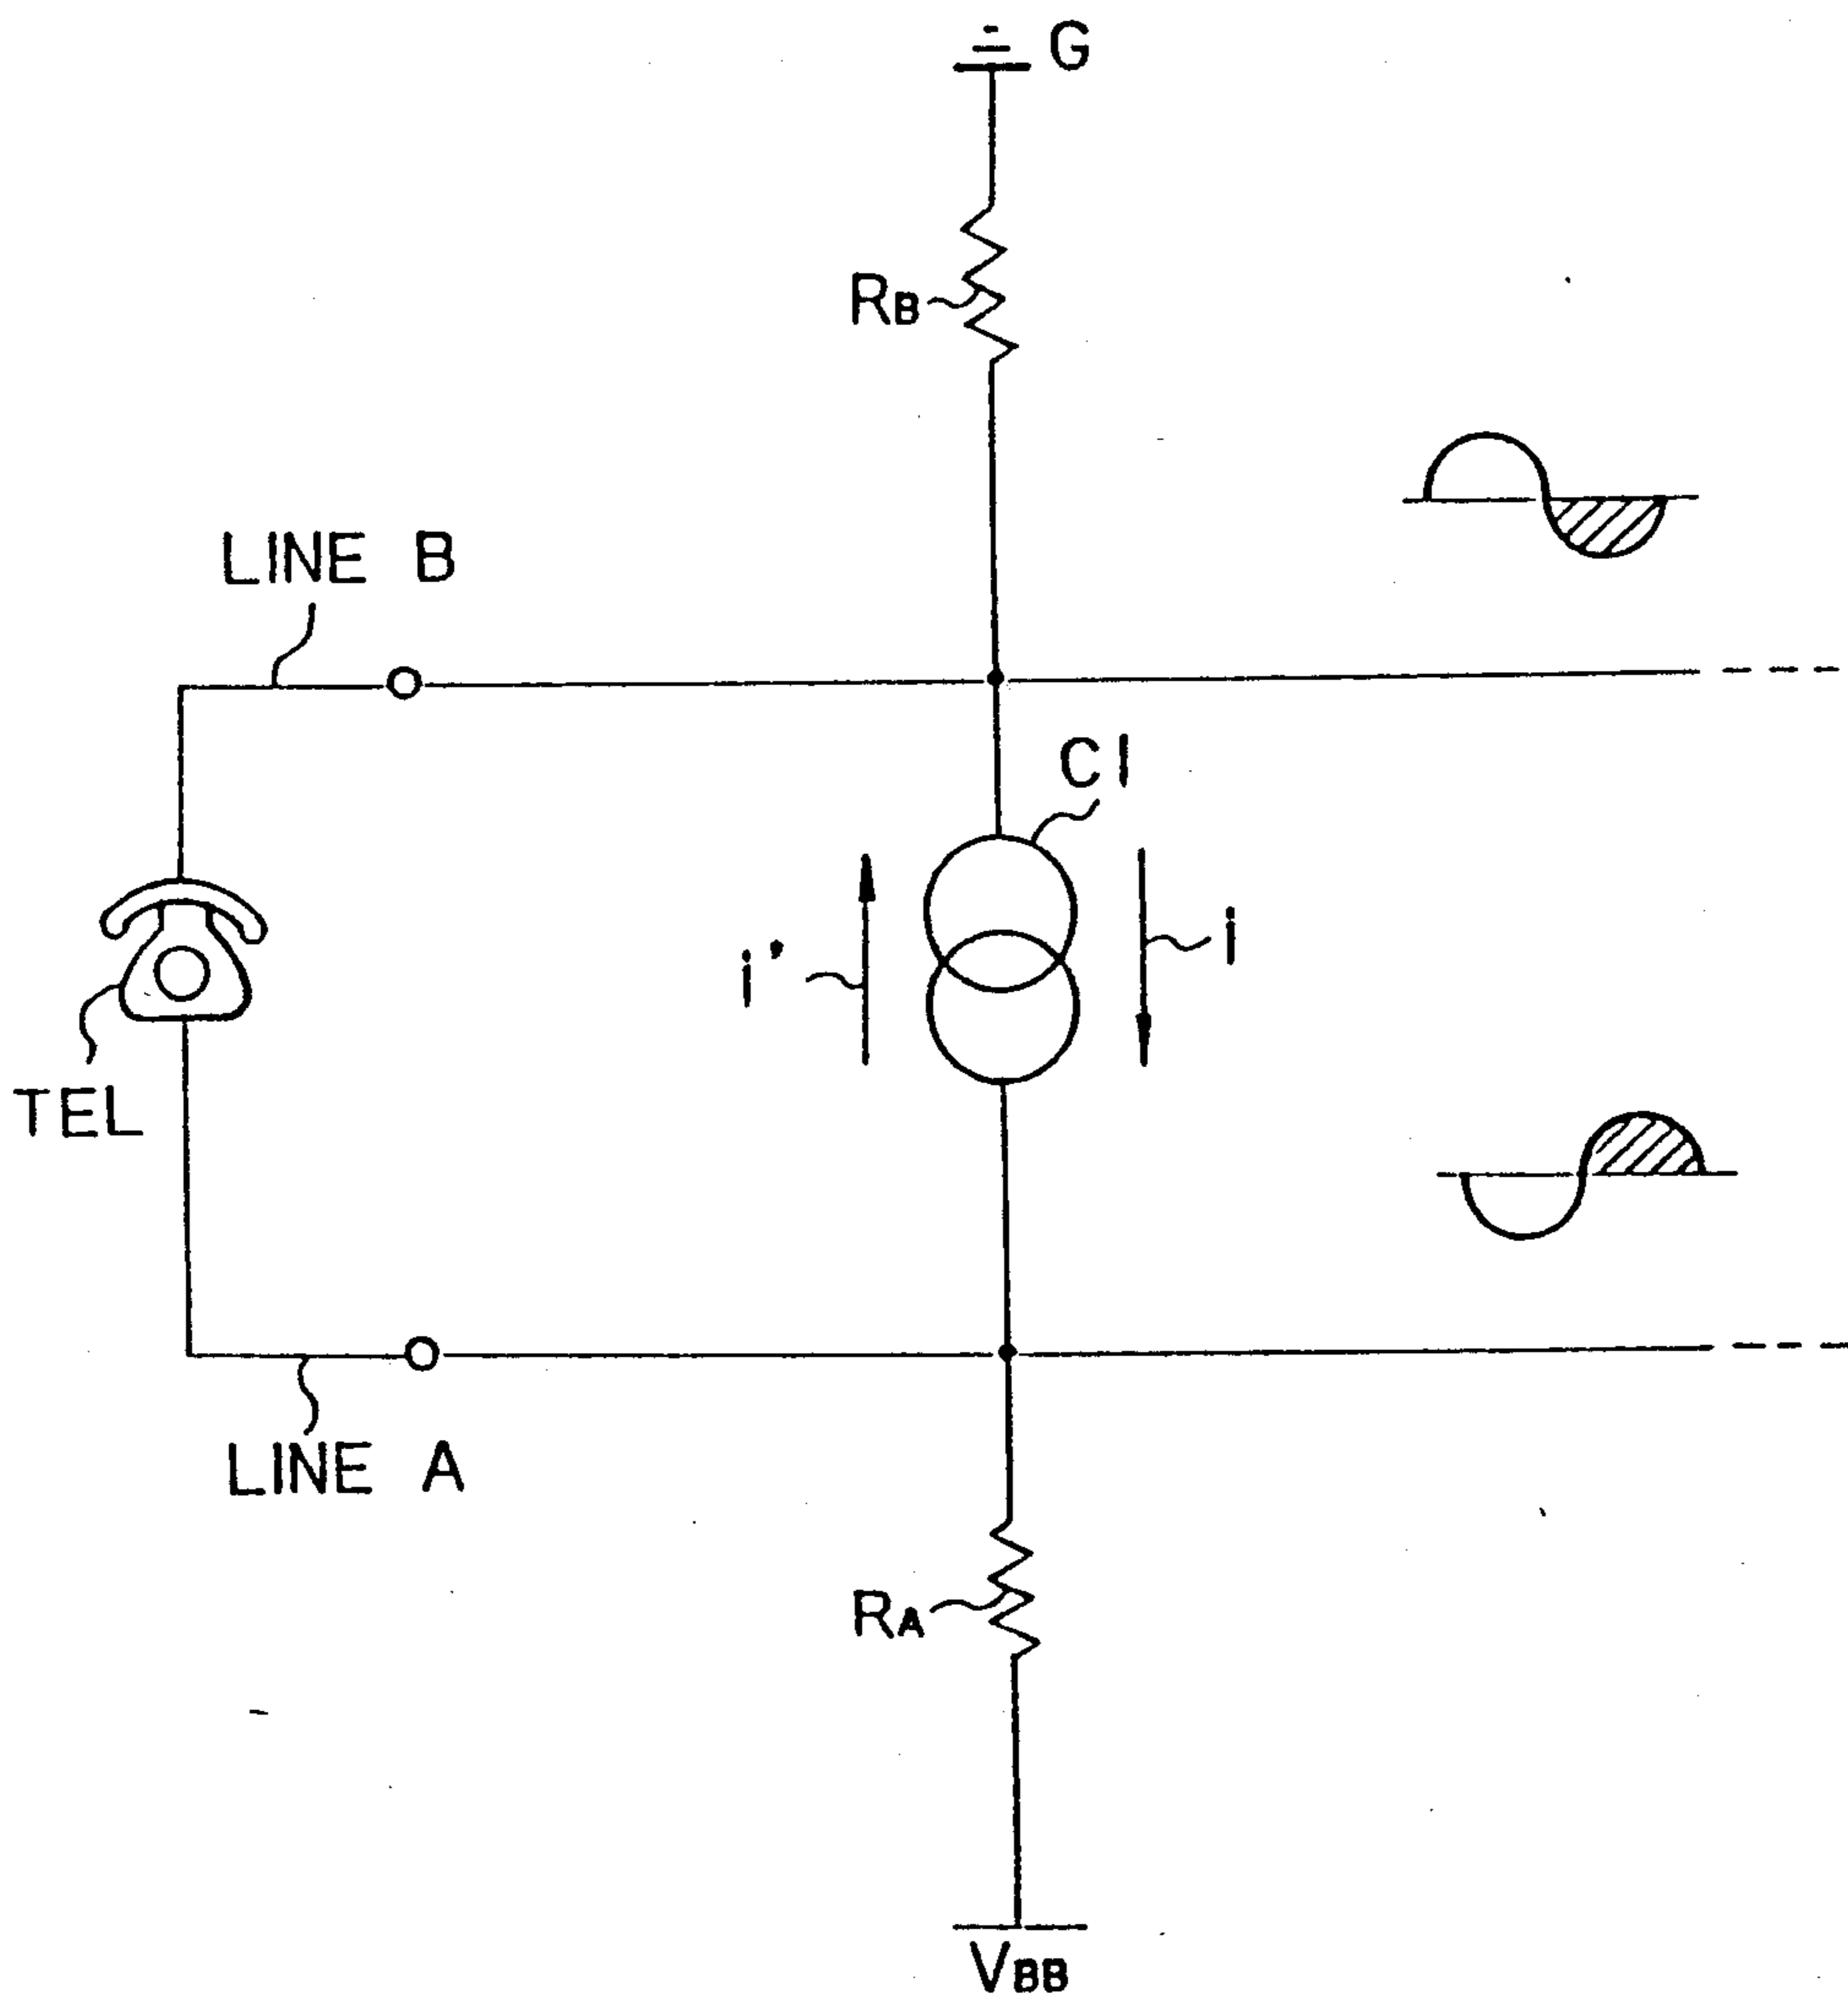 G
RB
LINE B
CI
i'
i
TEL
LINE A
RA
VBB